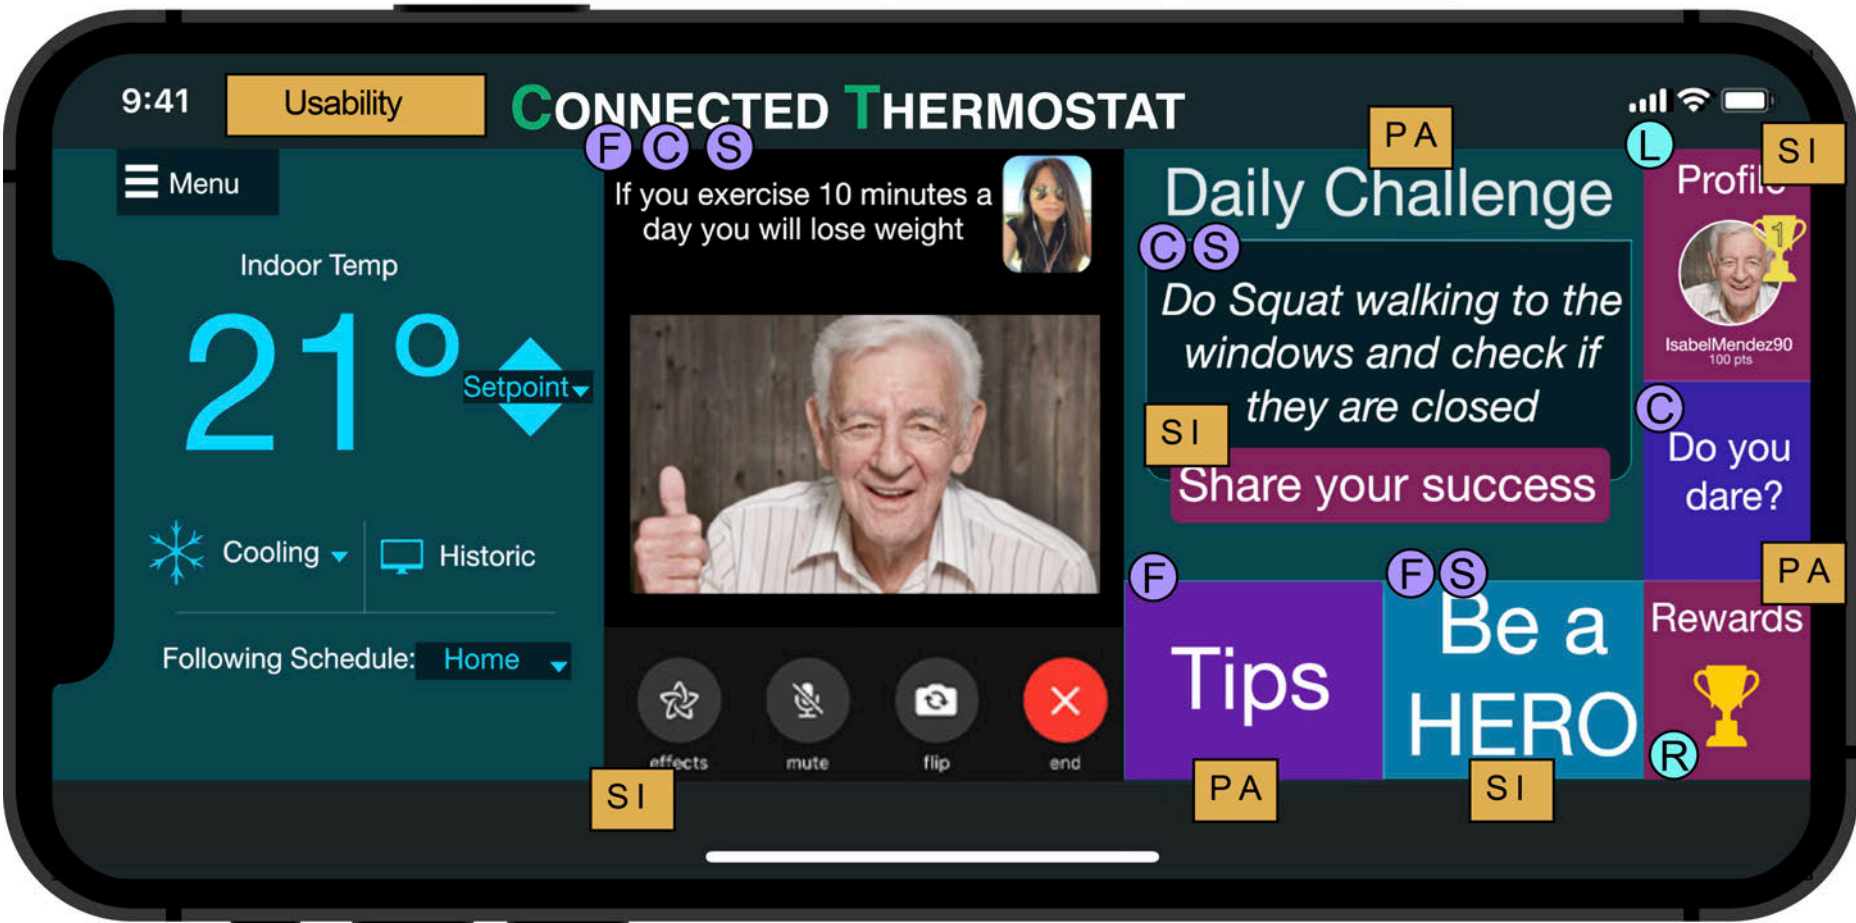 9:41
Usability
CONNECTED THERMOSTAT
Menu
Indoor Temp
21°
Setpoint
Cooling
Historic
Following Schedule: Home
F C S
If you exercise 10 minutes a
day you will lose weight
effects
mute
flip
end
SI
PA
Daily Challenge
C S
Do Squat walking to the
windows and check if
they are closed
SI
Share your success
F
Tips
PA
F S
Be a
HERO
SI
L
SI
Profile
1
IsabelMendez90
100 pts
C
Do you
dare?
PA
Rewards
R